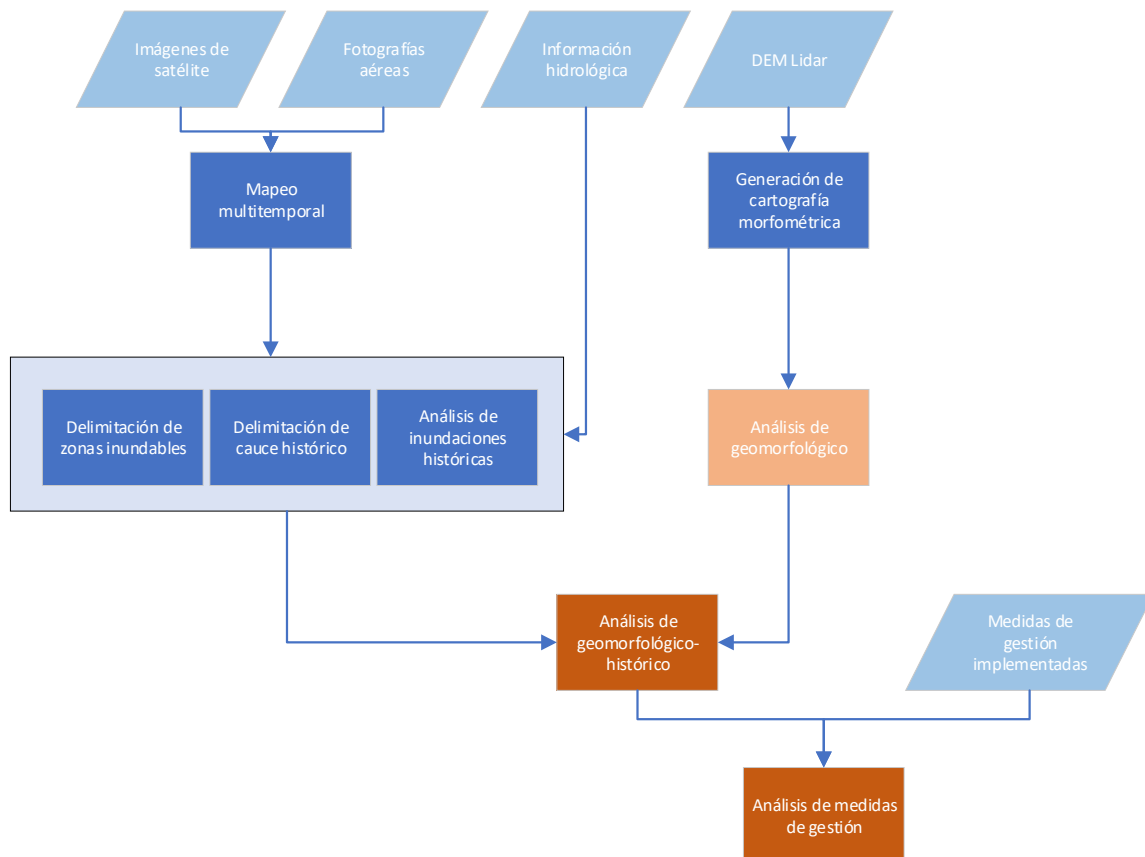 Imágenes de
satélite
Fotografías
aéreas
Información
hidrológica
DEM Lidar
Mapeo
multitemporal
Generación de
cartografía
morfométrica
Delimitación de
zonas inundables
Delimitación de
cauce histórico
Análisis de
inundaciones
históricas
Análisis de
geomorfológico
Análisis de
geomorfológico-
histórico
Medidas de
gestión
implementadas
Análisis de medidas
de gestión